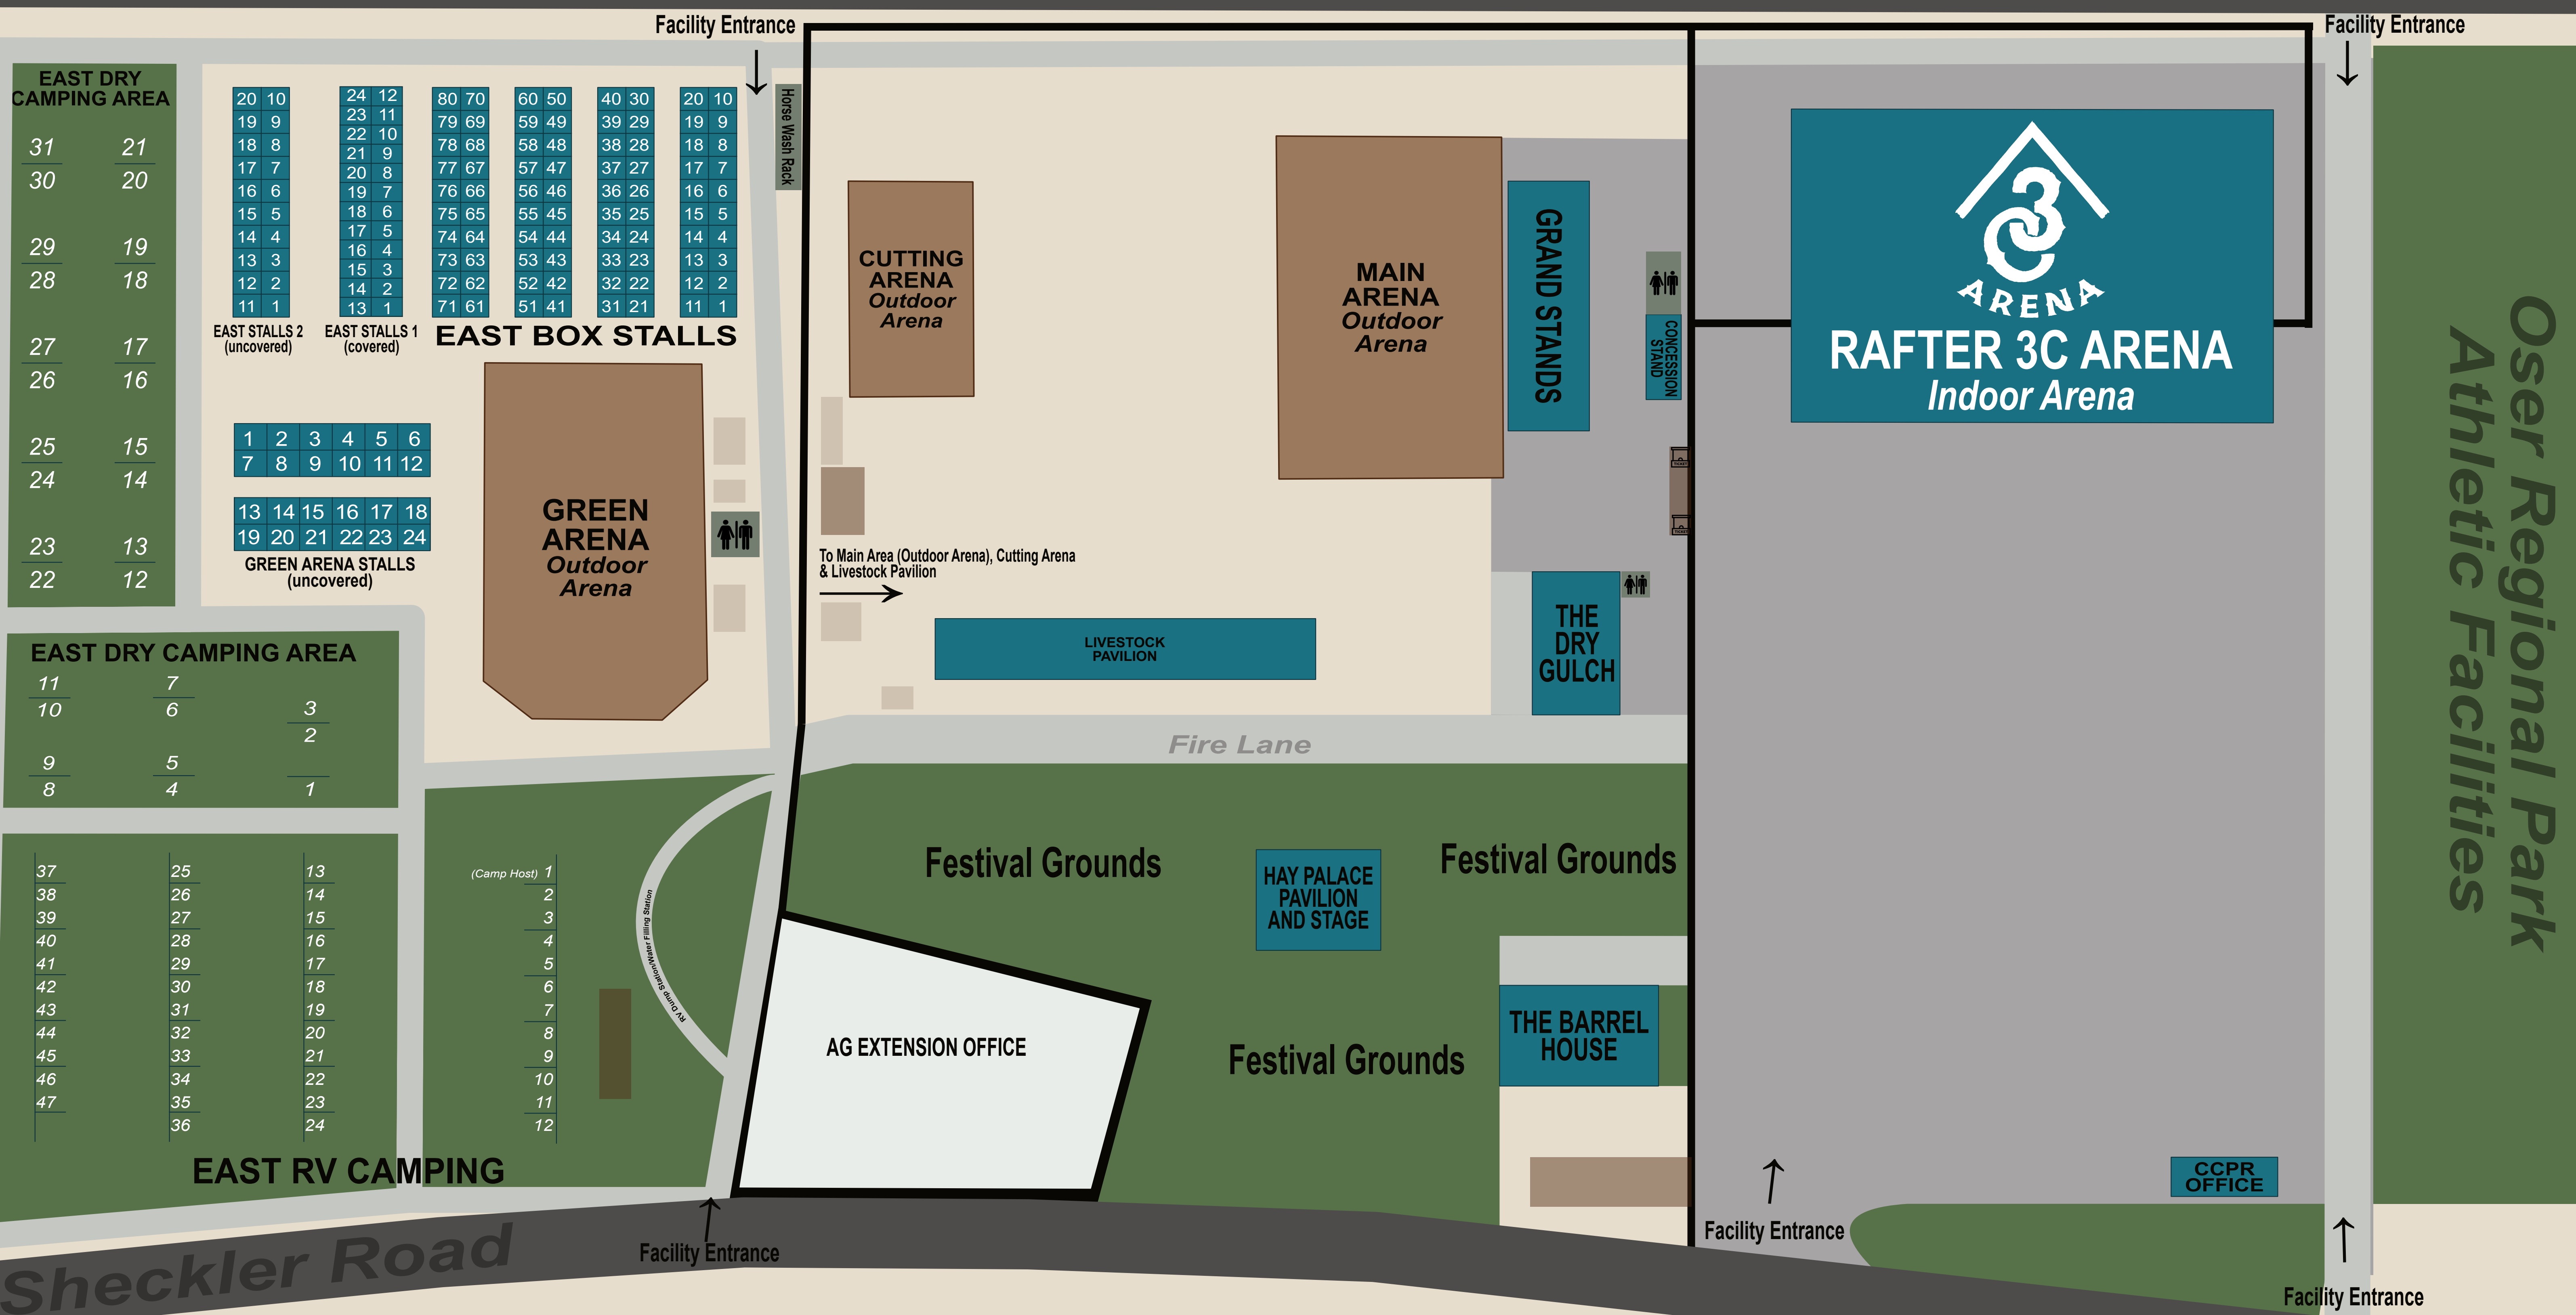 Facility Entrance
Facility Entrance
EAST DRY
CAMPING AREA
31 21
30 20
29 19
28 18
27 17
26 16
25 15
24 14
23 13
22 12
20 10
19 9
18 8
17 7
16 6
15 5
14 4
13 3
12 2
11 1
EAST STALLS 2
(uncovered)
24 12
23 11
22 10
21 9
20 8
19 7
18 6
17 5
16 4
15 3
14 2
13 1
EAST STALLS 1
(covered)
80 70 60 50 40 30 20 10
79 69 59 49 39 29 19 9
78 68 58 48 38 28 18 8
77 67 57 47 37 27 17 7
76 66 56 46 36 26 16 6
75 65 55 45 35 25 15 5
74 64 54 44 34 24 14 4
73 63 53 43 33 23 13 3
72 62 52 42 32 22 12 2
71 61 51 41 31 21 11 1
EAST BOX STALLS
Horse Wash Rack
CUTTING
ARENA
Outdoor
Arena
MAIN
ARENA
Outdoor
Arena
GRAND STANDS
CONCESSION
STAND
TICKET
TICKET
3C
ARENA
RAFTER 3C ARENA
Indoor Arena
Oser Regional Park
Athletic Facilities
1 2 3 4 5 6
7 8 9 10 11 12
13 14 15 16 17 18
19 20 21 22 23 24
GREEN ARENA STALLS
(uncovered)
GREEN
ARENA
Outdoor
Arena
To Main Area (Outdoor Arena), Cutting Arena
& Livestock Pavilion
LIVESTOCK
PAVILION
THE
DRY
GULCH
Fire Lane
EAST DRY CAMPING AREA
11 7 3
10 6 2
9 5
8 4 1
37 25 13
38 26 14
39 27 15
40 28 16
41 29 17
42 30 18
43 31 19
44 32 20
45 33 21
46 34 22
47 35 23
36 24
(Camp Host) 1
2
3
4
5
6
7
8
9
10
11
12
EAST RV CAMPING
RV Dump Station/Water Filling Station
AG EXTENSION OFFICE
Festival Grounds
Festival Grounds
HAY PALACE
PAVILION
AND STAGE
Festival Grounds
THE BARREL
HOUSE
CCPR
OFFICE
Facility Entrance
Facility Entrance
Facility Entrance
Sheckler Road